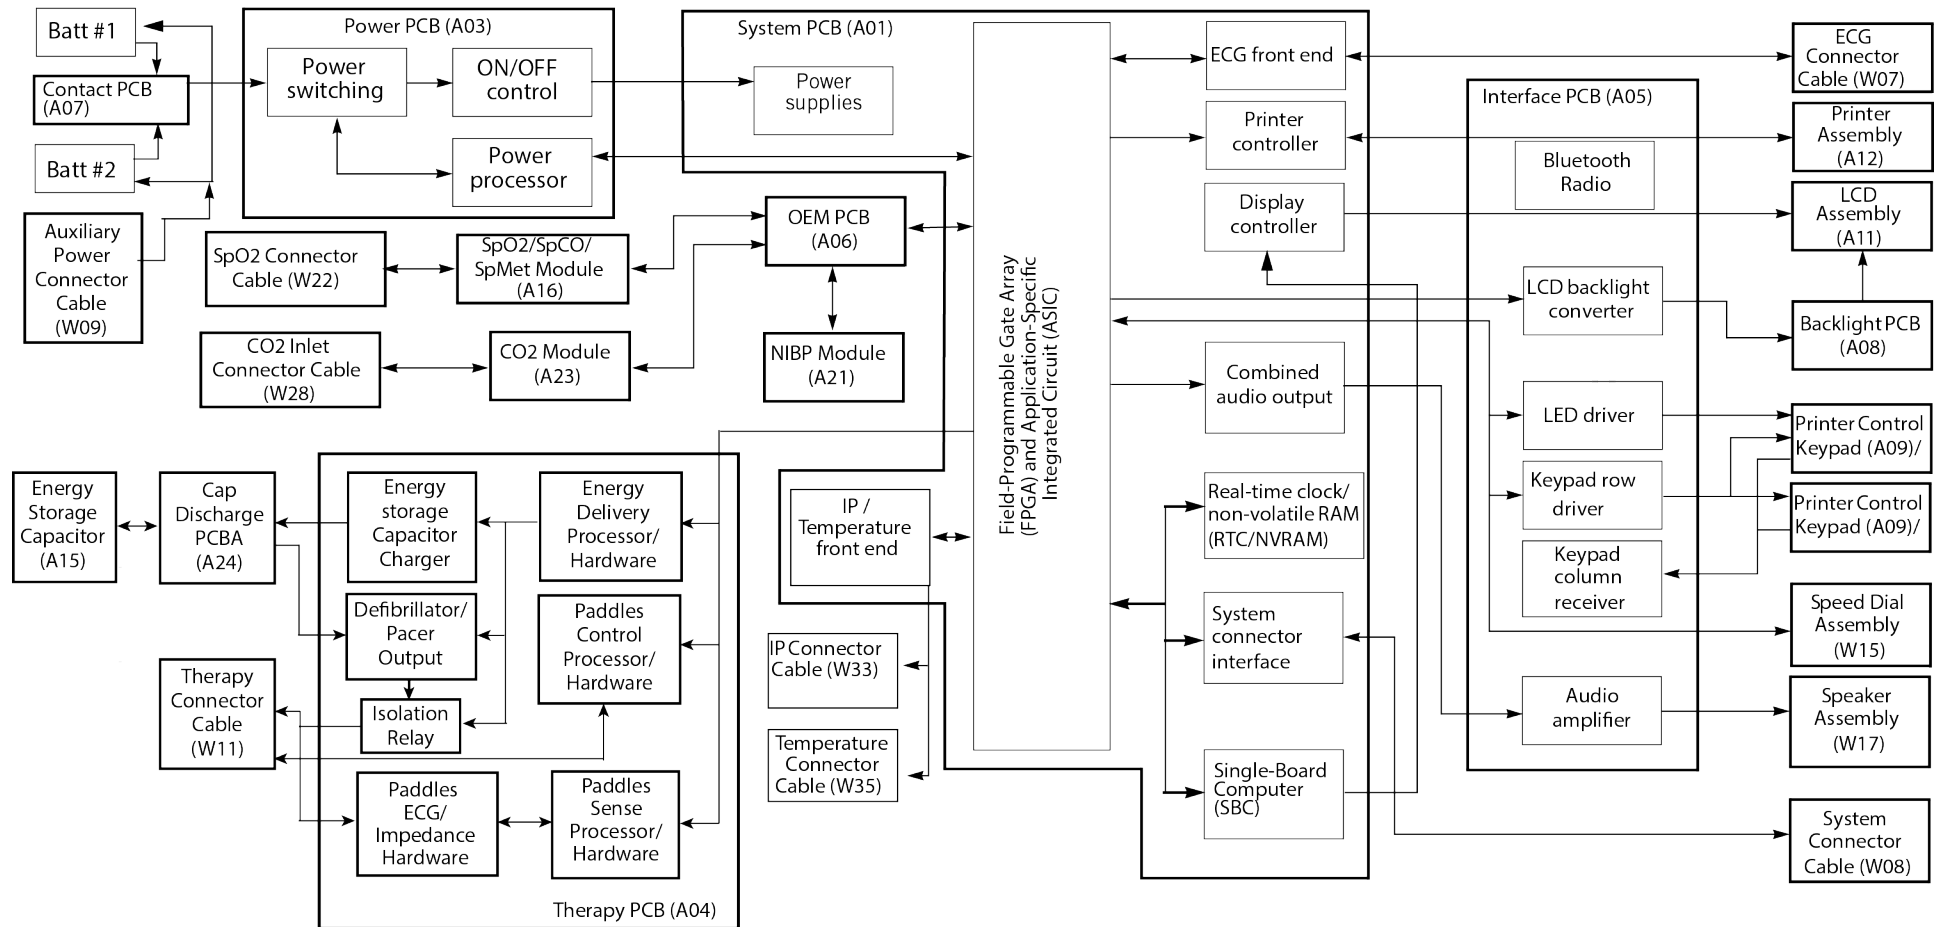 Batt #1
Contact PCB
(A07)
Batt #2
Auxiliary
Power
Connector
Cable
(W09)
Power PCB (A03)
Power
switching
ON/OFF
control
Power
processor
System PCB (A01)
Power
supplies
SpO2 Connector
Cable (W22)
SpO2/SpCO/
SpMet Module
(A16)
OEM PCB
(A06)
CO2 Inlet
Connector Cable
(W28)
CO2 Module
(A23)
NIBP Module
(A21)
Field-Programmable Gate Array
(FPGA) and Application-Specific
Integrated Circuit (ASIC)
ECG front end
Printer
controller
Display
controller
Combined
audio output
Real-time clock/
non-volatile RAM
(RTC/NVRAM)
System
connector
interface
Single-Board
Computer
(SBC)
IP /
Temperature
front end
IP Connector
Cable (W33)
Temperature
Connector
Cable (W35)
Energy
Storage
Capacitor
(A15)
Cap
Discharge
PCBA
(A24)
Therapy
Connector
Cable
(W11)
Energy
storage
Capacitor
Charger
Energy
Delivery
Processor/
Hardware
Defibrillator/
Pacer
Output
Paddles
Control
Processor/
Hardware
Isolation
Relay
Paddles
ECG/
Impedance
Hardware
Paddles
Sense
Processor/
Hardware
Therapy PCB (A04)
Interface PCB (A05)
Bluetooth
Radio
LCD backlight
converter
LED driver
Keypad row
driver
Keypad
column
receiver
Audio
amplifier
ECG
Connector
Cable (W07)
Printer
Assembly
(A12)
LCD
Assembly
(A11)
Backlight PCB
(A08)
Printer Control
Keypad (A09)/
Printer Control
Keypad (A09)/
Speed Dial
Assembly
(W15)
Speaker
Assembly
(W17)
System
Connector
Cable (W08)